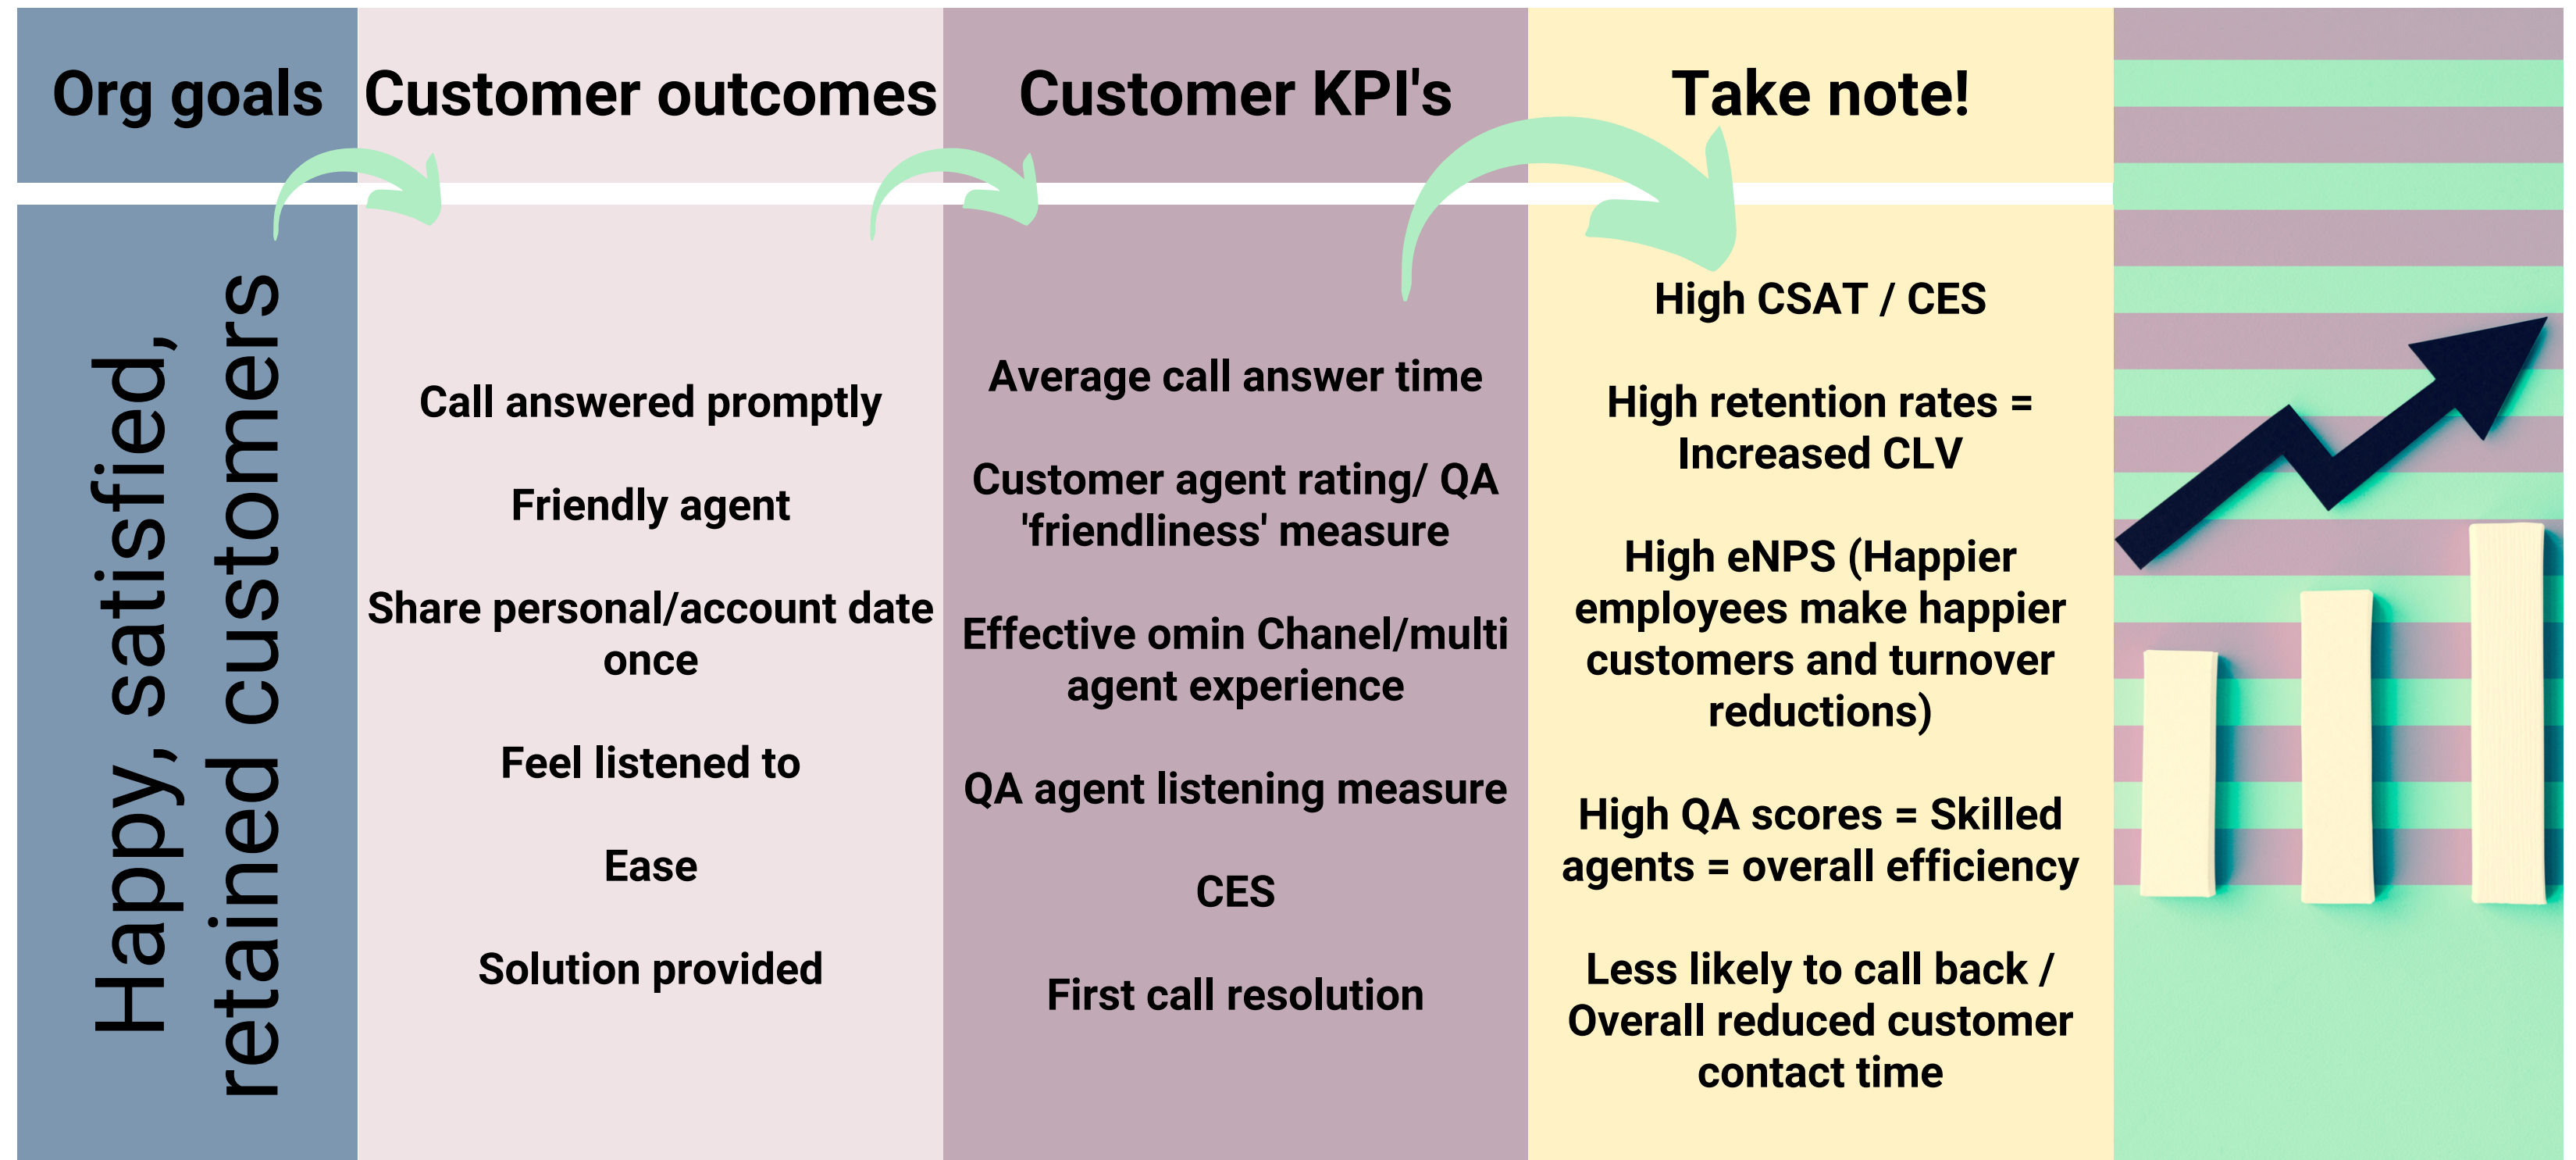 Org goals
Customer outcomes
Customer KPI's
Take note!
Happy, satisfied,
retained customers
Call answered promptly
Friendly agent
Share personal/account date
once
Feel listened to
Ease
Solution provided
Average call answer time
Customer agent rating/ QA
'friendliness' measure
Effective omin Chanel/multi
agent experience
QA agent listening measure
CES
First call resolution
High CSAT / CES
High retention rates =
Increased CLV
High eNPS (Happier
employees make happier
customers and turnover
reductions)
High QA scores = Skilled
agents = overall efficiency
Less likely to call back /
Overall reduced customer
contact time